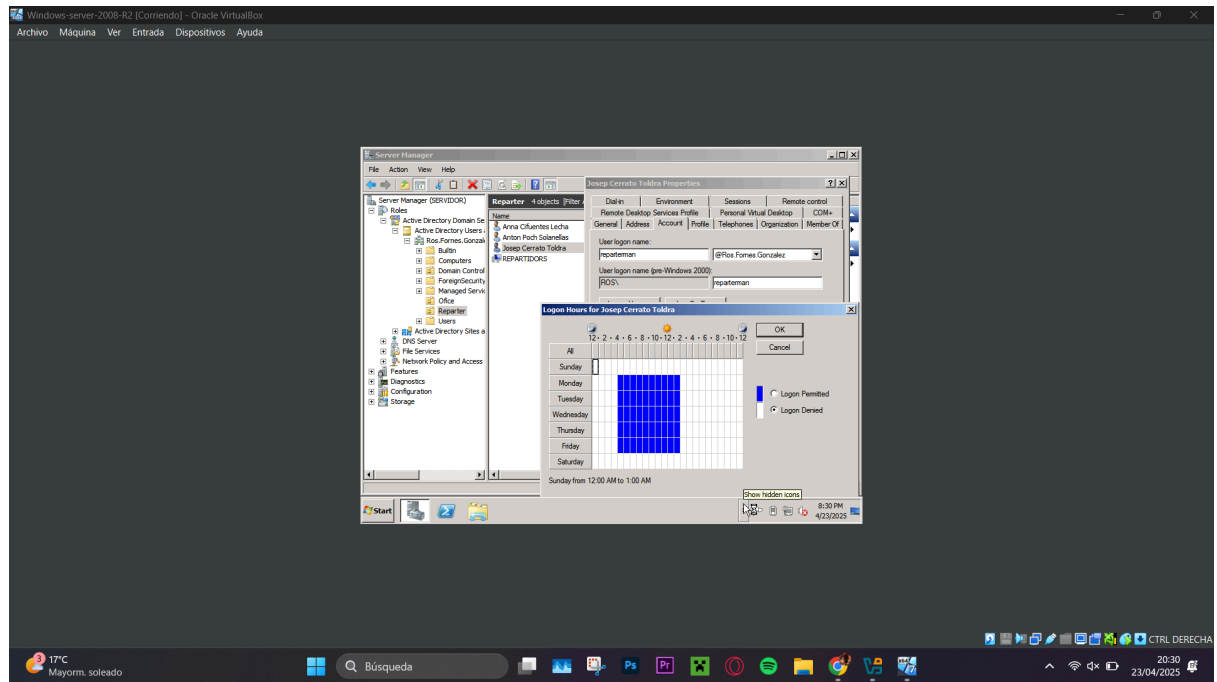 Windows-server-2008-R2 [Corriendo] - Oracle VirtualBox
Archivo Máquina Ver Entrada Dispositivos Ayuda
Server Manager
File Action View Help
Server Manager (SERVIDOR)
Roles
Active Directory Domain Se
Active Directory Users
Ros.Fornes.Gonzale
Builtin
Computers
Domain Control
ForeignSecurity
Managed Servi
Ofice
Reparter
Users
Active Directory Sites a
DNS Server
File Services
Network Policy and Access
Features
Diagnostics
Configuration
Storage
Reparter 4 objects [Filter
Name
Anna Cifuentes Lecha
Anton Poch Solanellas
Josep Cerrato Toldra
REPARTIDORS
Josep Cerrato Toldra Properties
Dial-in Environment Sessions Remote control
Remote Desktop Services Profile Personal Virtual Desktop COM+
General Address Account Profile Telephones Organization Member Of
User logon name:
reparterman @Ros.Fornes.Gonzalez
User logon name (pre-Windows 2000):
ROS\ reparterman
Logon Hours for Josep Cerrato Toldra
12 · 2 · 4 · 6 · 8 · 10 · 12 · 2 · 4 · 6 · 8 · 10 · 12
All
Sunday
Monday
Tuesday
Wednesday
Thursday
Friday
Saturday
OK
Cancel
Logon Permitted
Logon Denied
Sunday from 12:00 AM to 1:00 AM
Show hidden icons
Start
8:30 PM
4/23/2025
CTRL DERECHA
3
17°C
Mayorm. soleado
Búsqueda
Ps
Pr
20:30
23/04/2025